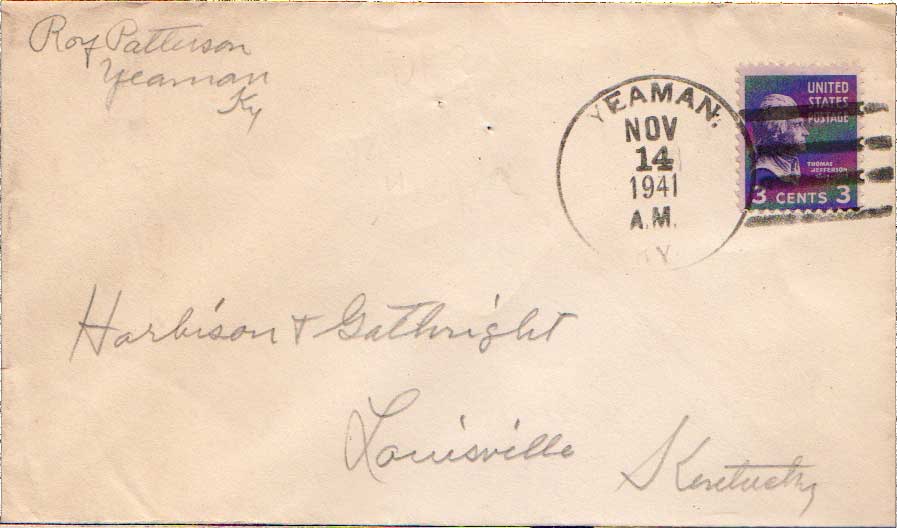 Roy Patterson
Yeaman
Ky
YEAMAN.
NOV
14
1941
A.M.
KY
UNITED
STATES
POSTAGE
THOMAS
JEFFERSON
3 CENTS 3
Harbison & Gathright
Louisville
Kentucky